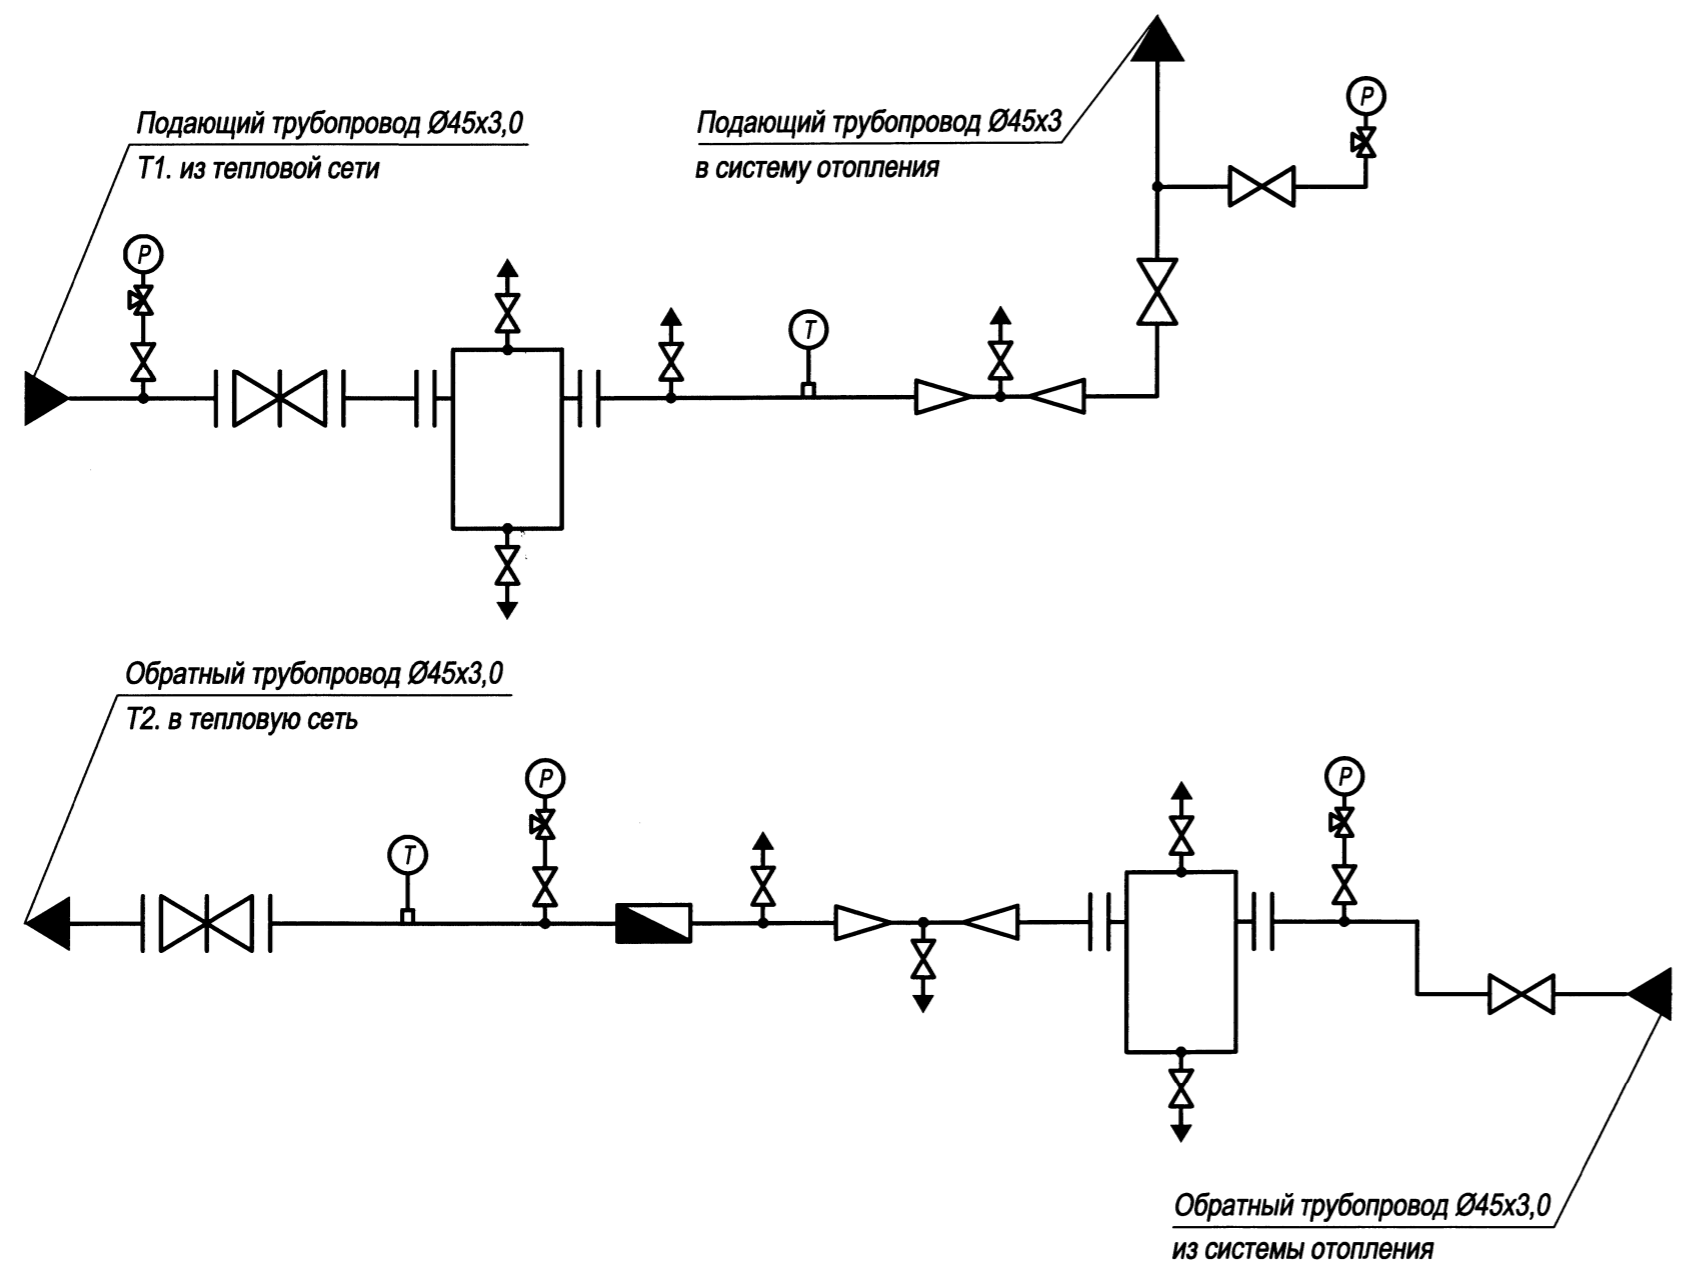 Подающий трубопровод Ø45х3,0
Т1. из тепловой сети
Подающий трубопровод Ø45х3
в систему отопления
P
P
T
Обратный трубопровод Ø45х3,0
Т2. в тепловую сеть
P
P
T
Обратный трубопровод Ø45х3,0
из системы отопления